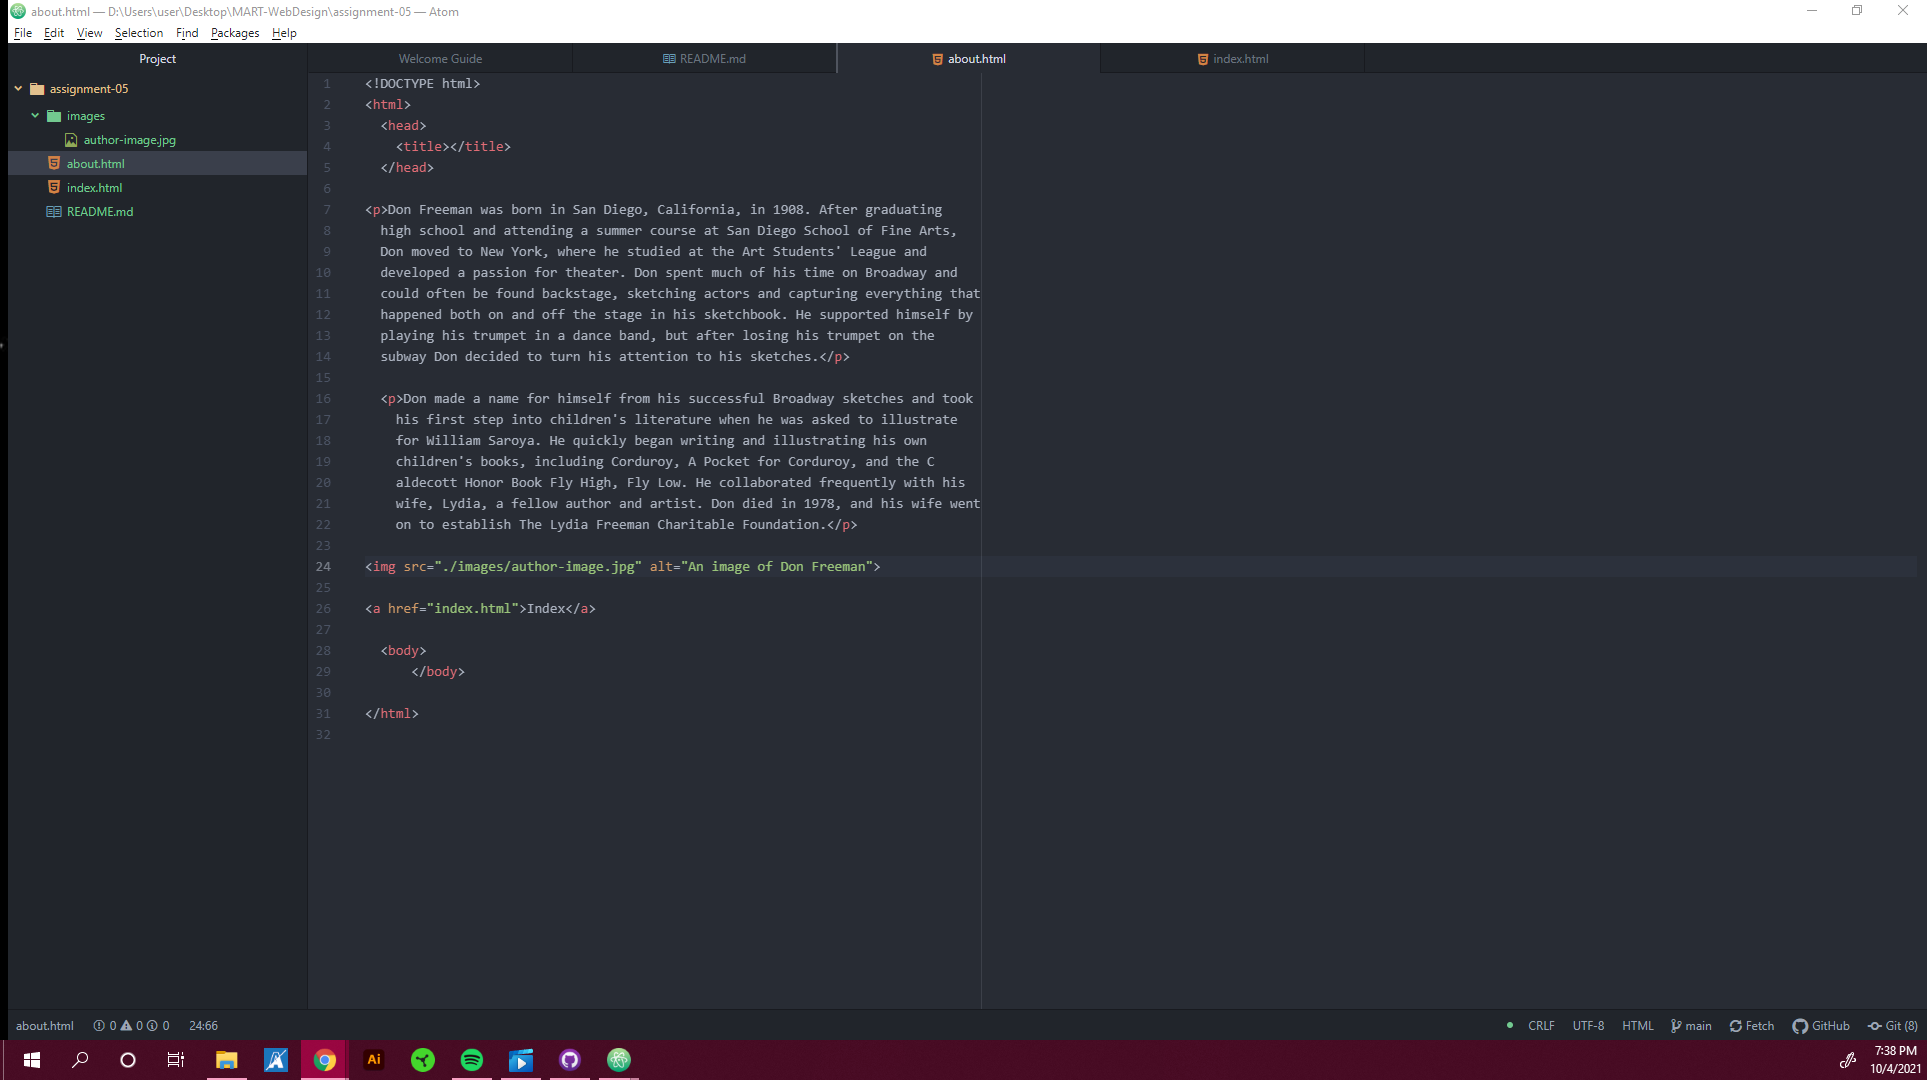 about.html — D:\Users\user\Desktop\MART-WebDesign\assignment-05 — Atom
File Edit View Selection Find Packages Help
Project
Welcome Guide
README.md
about.html
index.html
assignment-05
images
author-image.jpg
about.html
index.html
README.md
1 <!DOCTYPE html>
2 <html>
3 <head>
4 <title></title>
5 </head>
6
7 <p>Don Freeman was born in San Diego, California, in 1908. After graduating
8 high school and attending a summer course at San Diego School of Fine Arts,
9 Don moved to New York, where he studied at the Art Students' League and
10 developed a passion for theater. Don spent much of his time on Broadway and
11 could often be found backstage, sketching actors and capturing everything that
12 happened both on and off the stage in his sketchbook. He supported himself by
13 playing his trumpet in a dance band, but after losing his trumpet on the
14 subway Don decided to turn his attention to his sketches.</p>
15
16 <p>Don made a name for himself from his successful Broadway sketches and took
17 his first step into children's literature when he was asked to illustrate
18 for William Saroya. He quickly began writing and illustrating his own
19 children's books, including Corduroy, A Pocket for Corduroy, and the C
20 aldecott Honor Book Fly High, Fly Low. He collaborated frequently with his
21 wife, Lydia, a fellow author and artist. Don died in 1978, and his wife went
22 on to establish The Lydia Freeman Charitable Foundation.</p>
23
24 <img src="./images/author-image.jpg" alt="An image of Don Freeman">
25
26 <a href="index.html">Index</a>
27
28 <body>
29 </body>
30
31 </html>
32
about.html 0 0 0 24:66
CRLF UTF-8 HTML main Fetch GitHub Git (8)
Ai
7:38 PM
10/4/2021